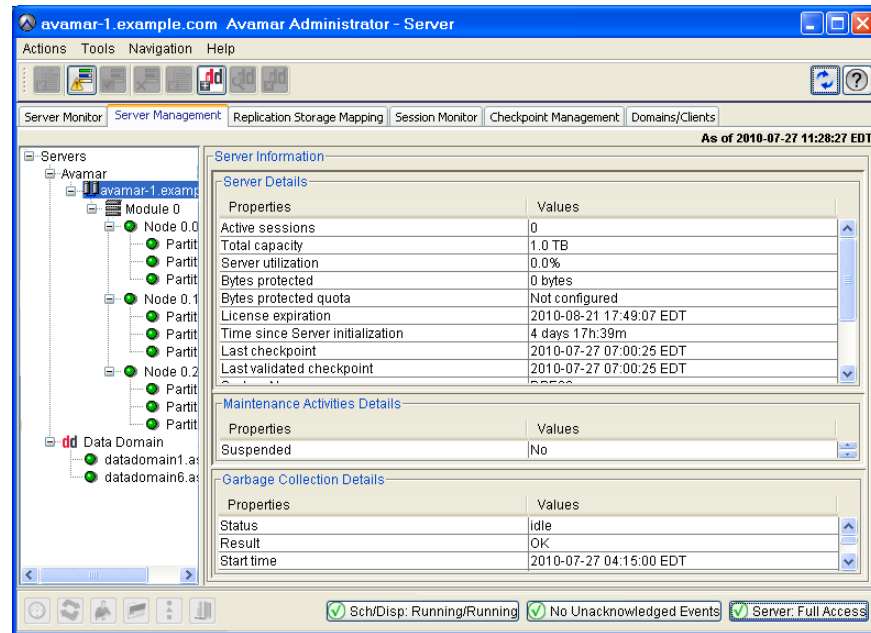 avamar-1.example.com Avamar Administrator - Server
Actions Tools Navigation Help
dd dd dd
Server Monitor Server Management Replication Storage Mapping Session Monitor Checkpoint Management Domains/Clients
As of 2010-07-27 11:28:27 EDT
Servers
Avamar
avamar-1.examp
Module 0
Node 0.0
Partit
Partit
Partit
Node 0.1
Partit
Partit
Partit
Node 0.2
Partit
Partit
Partit
dd Data Domain
datadomain1.as
datadomain6.as
Server Information
Server Details
Properties Values
Active sessions 0
Total capacity 1.0 TB
Server utilization 0.0%
Bytes protected 0 bytes
Bytes protected quota Not configured
License expiration 2010-08-21 17:49:07 EDT
Time since Server initialization 4 days 17h:39m
Last checkpoint 2010-07-27 07:00:25 EDT
Last validated checkpoint 2010-07-27 07:00:25 EDT
Maintenance Activities Details
Properties Values
Suspended No
Garbage Collection Details
Properties Values
Status idle
Result OK
Start time 2010-07-27 04:15:00 EDT
Sch/Disp: Running/Running No Unacknowledged Events Server: Full Access